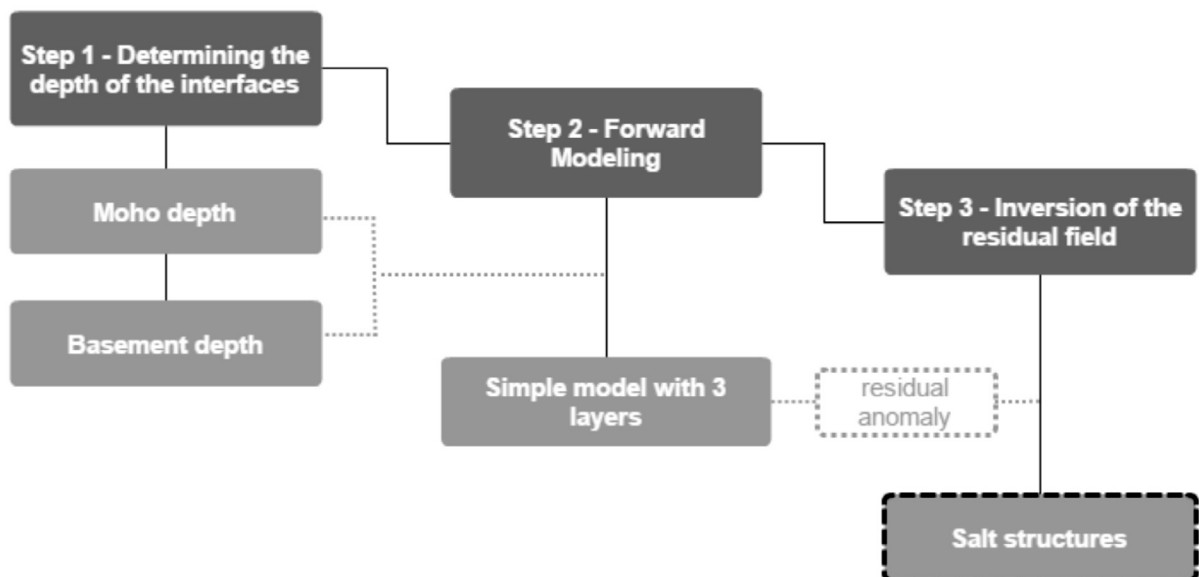 Step 1 - Determining the
depth of the interfaces
Moho depth
Basement depth
Step 2 - Forward
Modeling
Simple model with 3
layers
residual
anomaly
Step 3 - Inversion of the
residual field
Salt structures